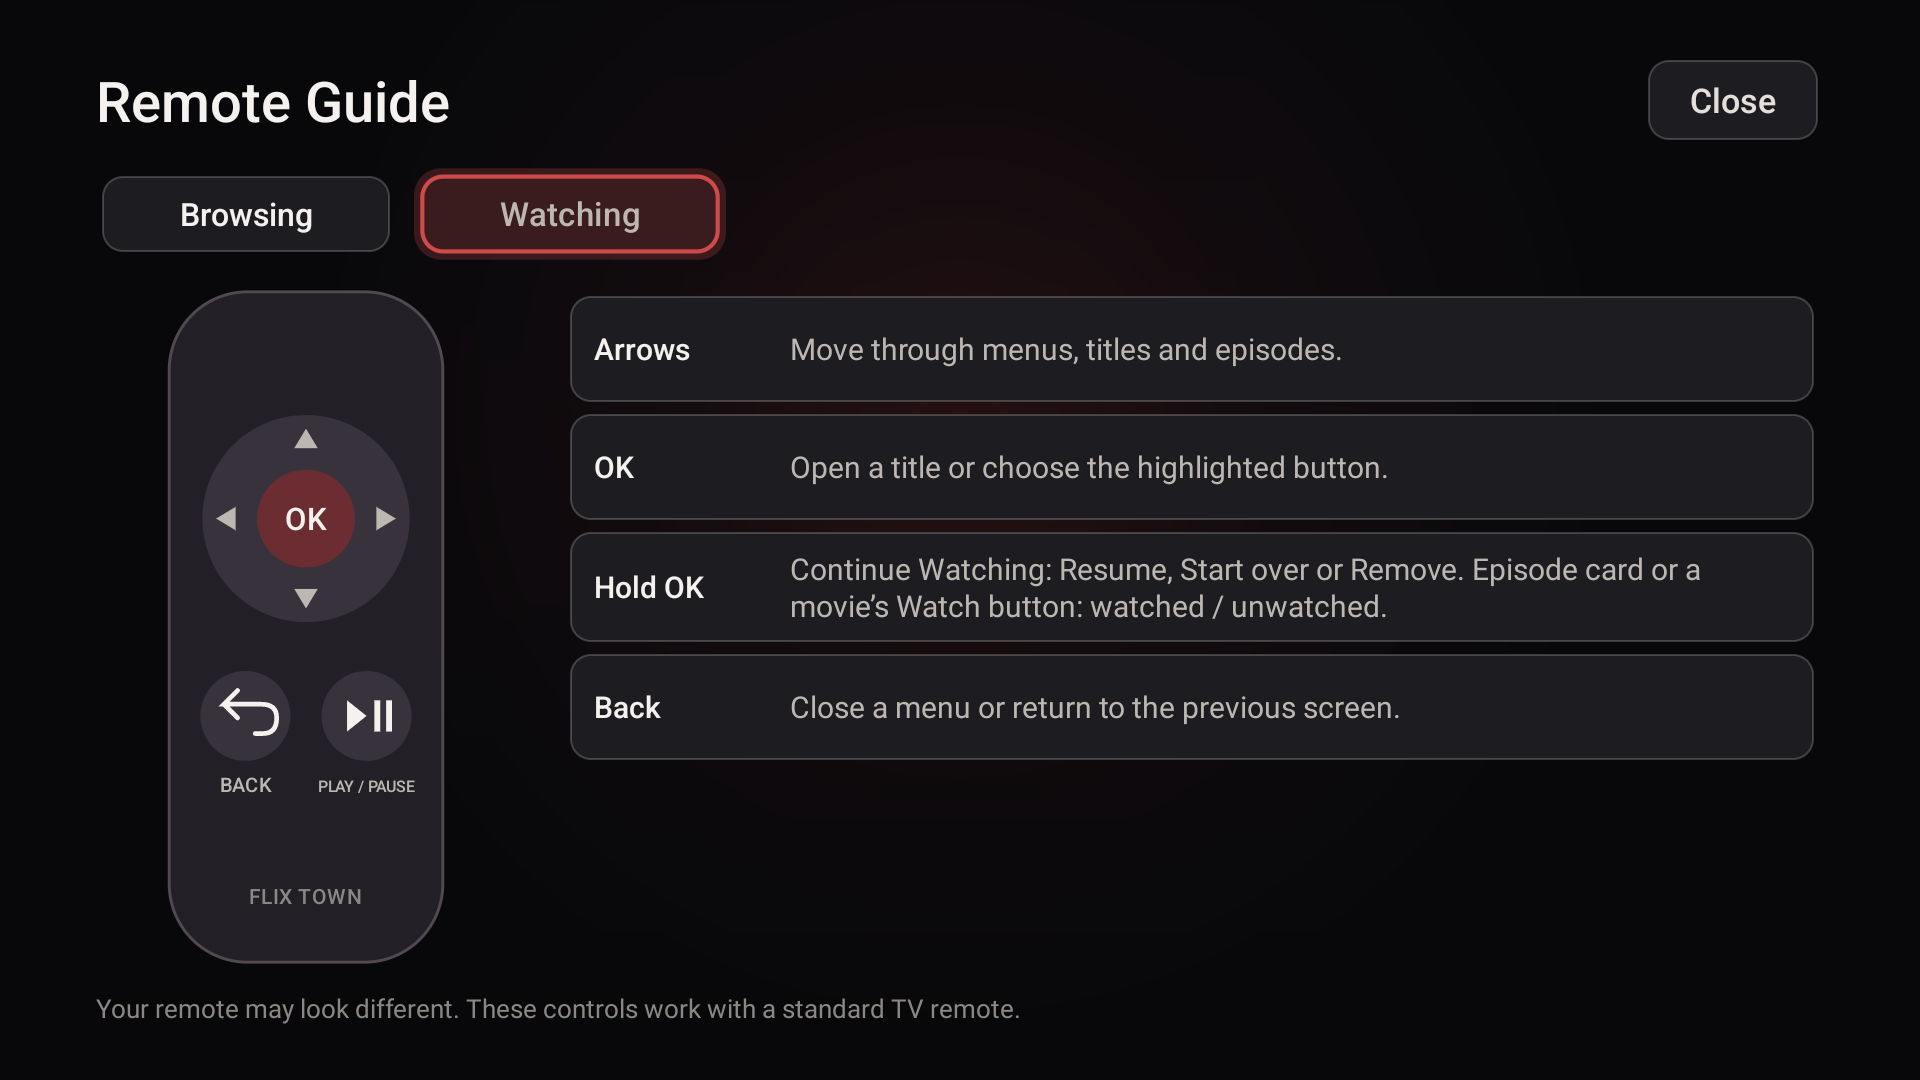 Remote Guide
Close
Browsing
Watching
Arrows
Move through menus, titles and episodes.
OK
Open a title or choose the highlighted button.
Hold OK
Continue Watching: Resume, Start over or Remove. Episode card or a
movie’s Watch button: watched / unwatched.
Back
Close a menu or return to the previous screen.
OK
BACK
PLAY / PAUSE
FLIX TOWN
Your remote may look different. These controls work with a standard TV remote.